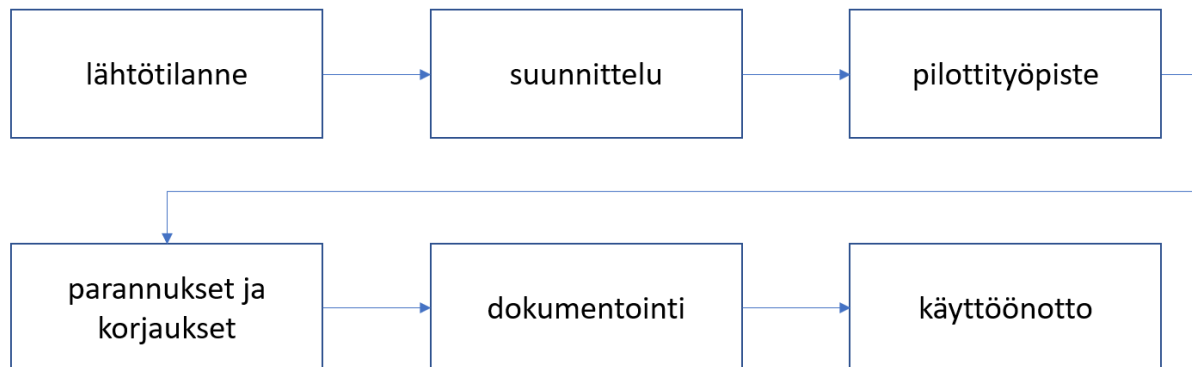 lähtötilanne
suunnittelu
pilottityöpiste
parannukset ja
korjaukset
dokumentointi
käyttöönotto